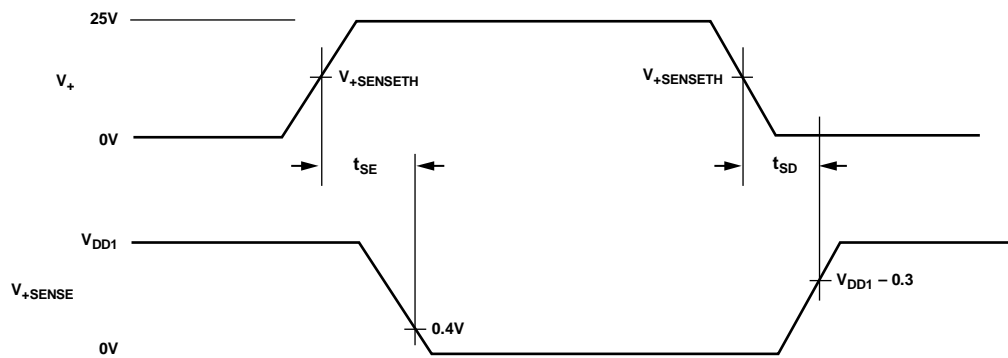 25V
V+
V+SENSETH
V+SENSETH
0V
tSE
tSD
VDD1
V+SENSE
VDD1 – 0.3
0.4V
0V